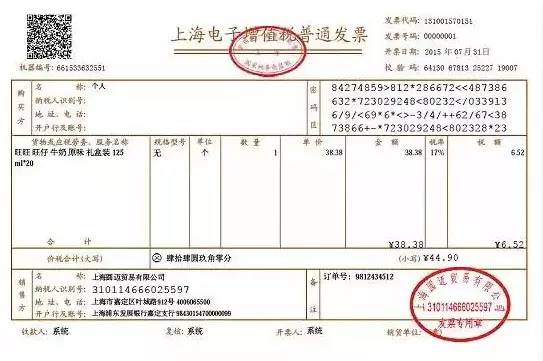 上海电子增值税普通发票
发票代码: 131001570151
发票号码: 00000001
开票日期: 2015 年 07月 31日
校 验 码: 64130 67813 25227 19007
机器编号: 661533632551
购买方
名 称: 个人
纳税人识别号:
地址、电话:
开户行及账号:
密码区
84274859>812*286672<<487386
632*723029248<80232</033913
6/9/<69*6*<>-3/4/++62/67<38
73866+-*723029248<802328*23
货物或应税劳务、服务名称 规格型号 单位 数量 单价 金额 税率 税额
旺旺 旺仔 牛奶 原味 礼盒装 125 无 个 1 38.38 38.38 17% 6.52
ml*20
合 计 ¥38.38 ¥6.52
价税合计 (大写) ⊗ 肆拾肆圆玖角零分 (小写) ¥44.90
销售方
名 称: 上海圆迈贸易有限公司
纳税人识别号: 310114666025597
地址、电话: 上海市嘉定区叶城路912号 4006065500
开户行及账号: 上海浦东发展银行嘉定支行 98430154700000099
备注
订单号: 9812434512
上海圆迈贸易有限公司
310114666025597
发票专用章
收款人: 系统 复核: 系统 开票人: 系统 销货单位: (章)